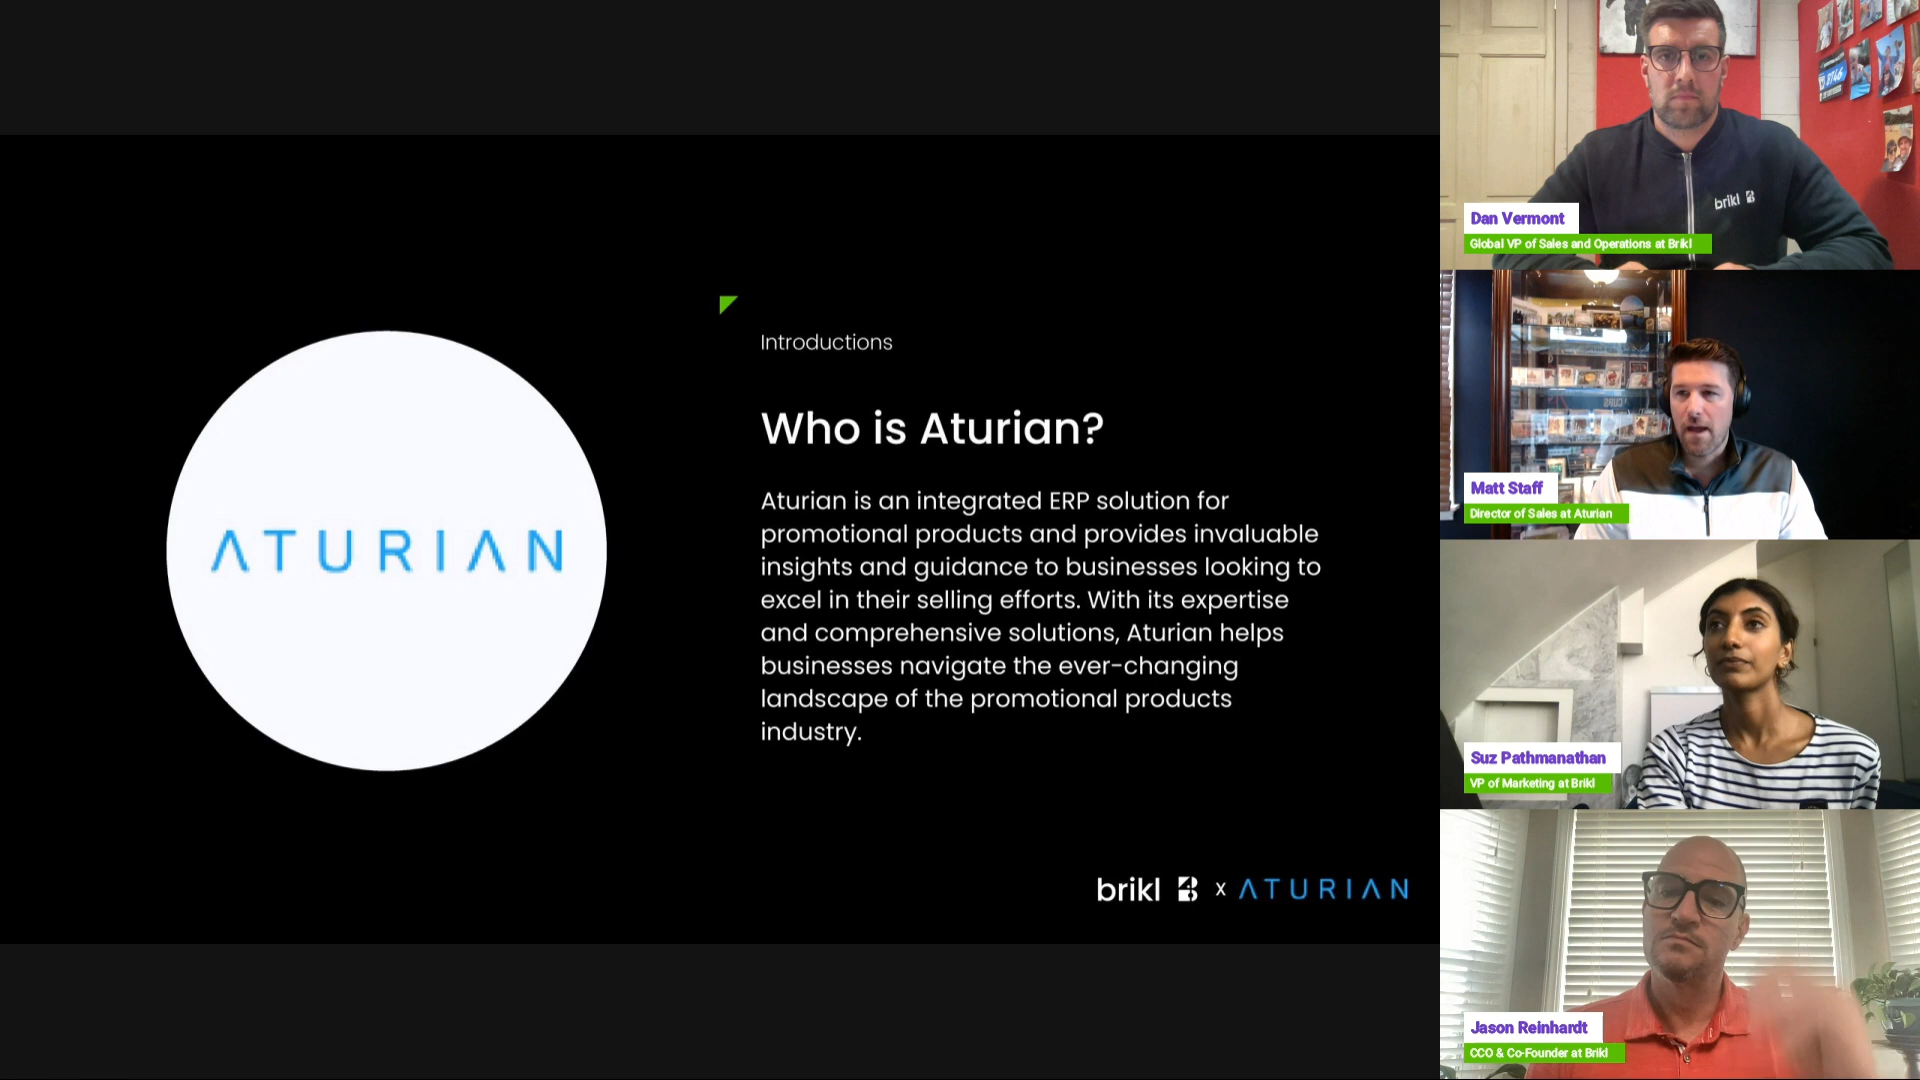 ATURIAN
Introductions
Who is Aturian?
Aturian is an integrated ERP solution for
promotional products and provides invaluable
insights and guidance to businesses looking to
excel in their selling efforts. With its expertise
and comprehensive solutions, Aturian helps
businesses navigate the ever-changing
landscape of the promotional products
industry.
brikl x ATURIAN
brikl
Dan Vermont
Global VP of Sales and Operations at Brikl
Matt Staff
Director of Sales at Aturian
Suz Pathmanathan
VP of Marketing at Brikl
Jason Reinhardt
CCO & Co-Founder at Brikl